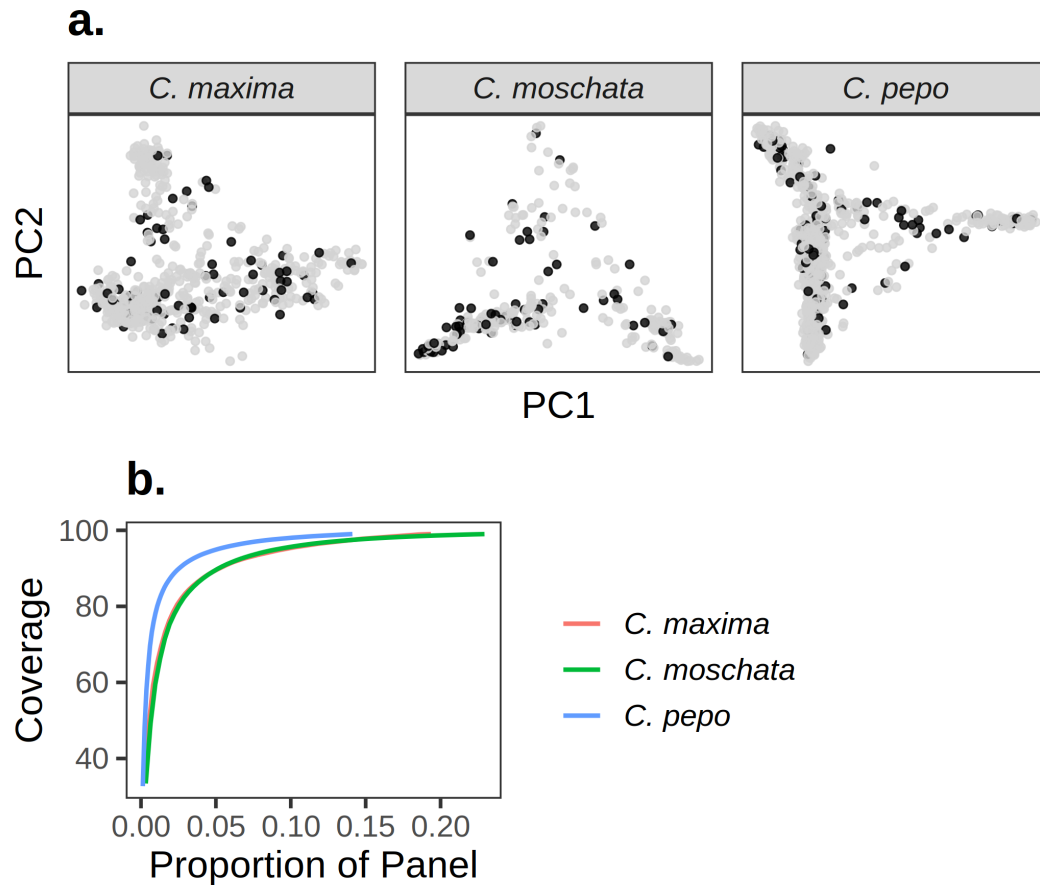 a.
C. maxima
C. moschata
C. pepo
PC2
PC1
b.
100
80
60
40
Coverage
0.00 0.05 0.10 0.15 0.20
Proportion of Panel
C. maxima
C. moschata
C. pepo